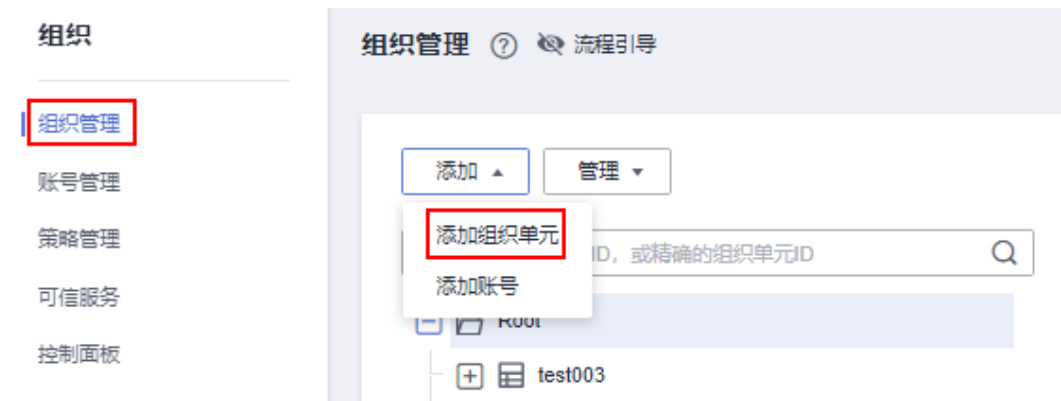 组织
组织管理
账号管理
策略管理
可信服务
控制面板
组织管理 ? 流程引导
添加 管理
添加组织单元
添加账号
ID，或精确的组织单元ID
Root
test003